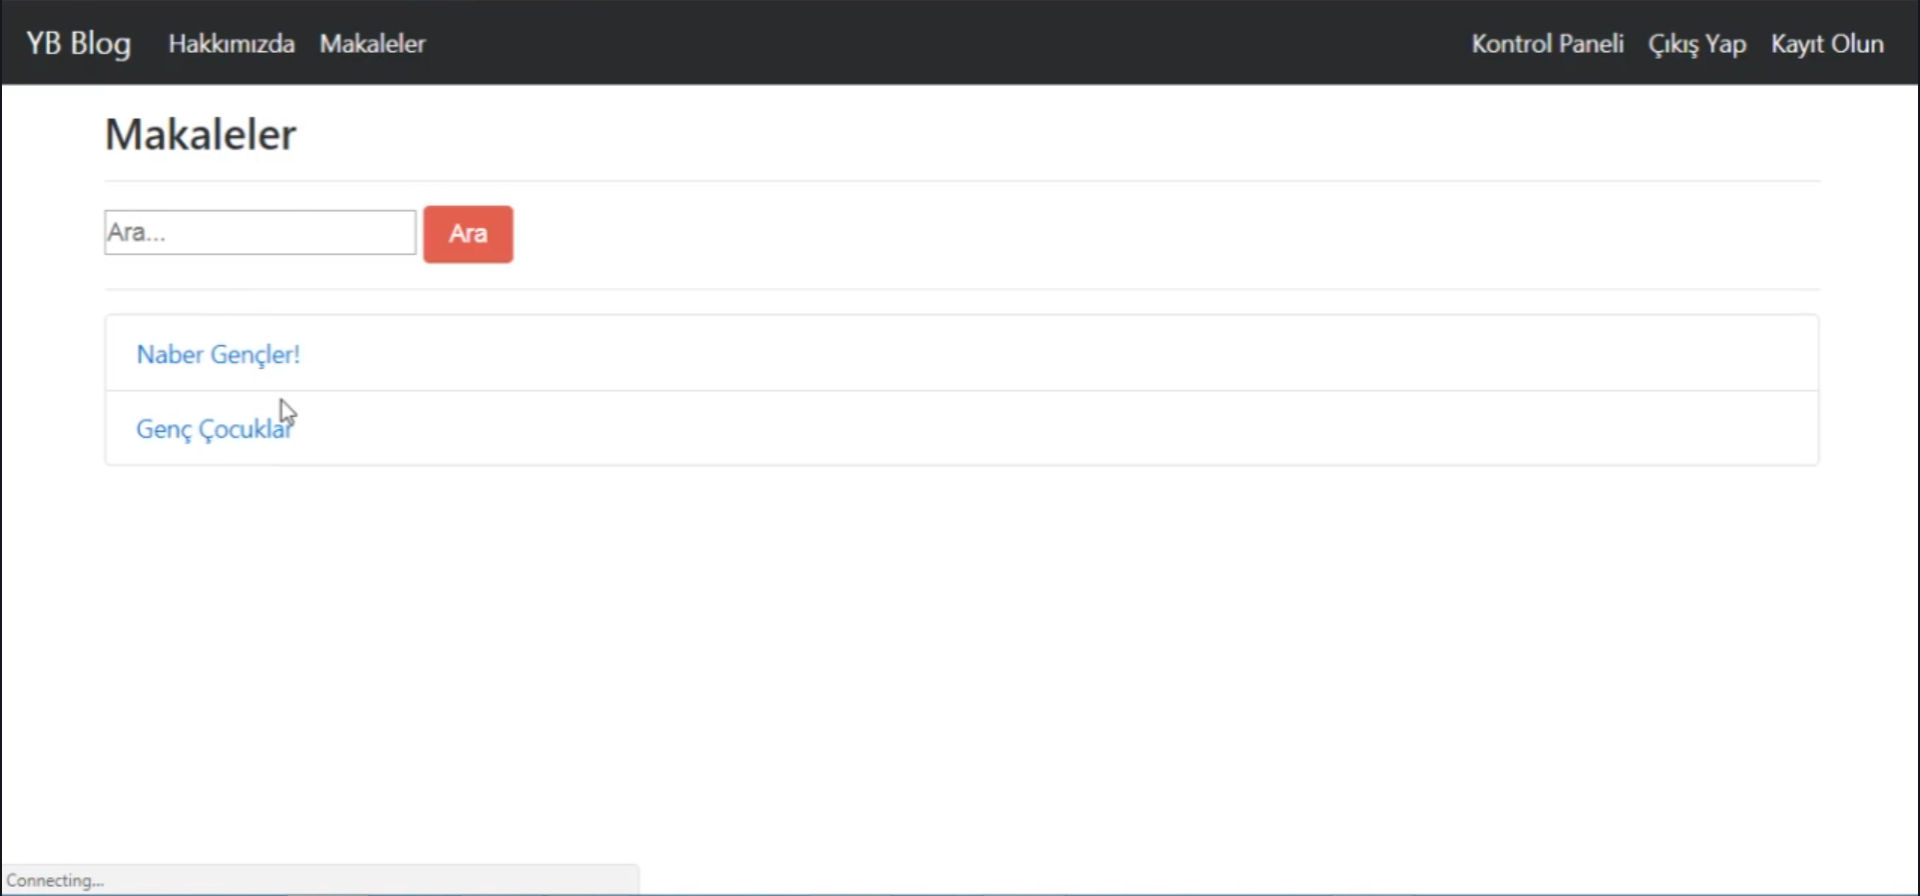 YB Blog Hakkımızda Makaleler Kontrol Paneli Çıkış Yap Kayıt Olun
Makaleler
Ara... Ara
Naber Gençler!
Genç Çocuklar
Connecting...